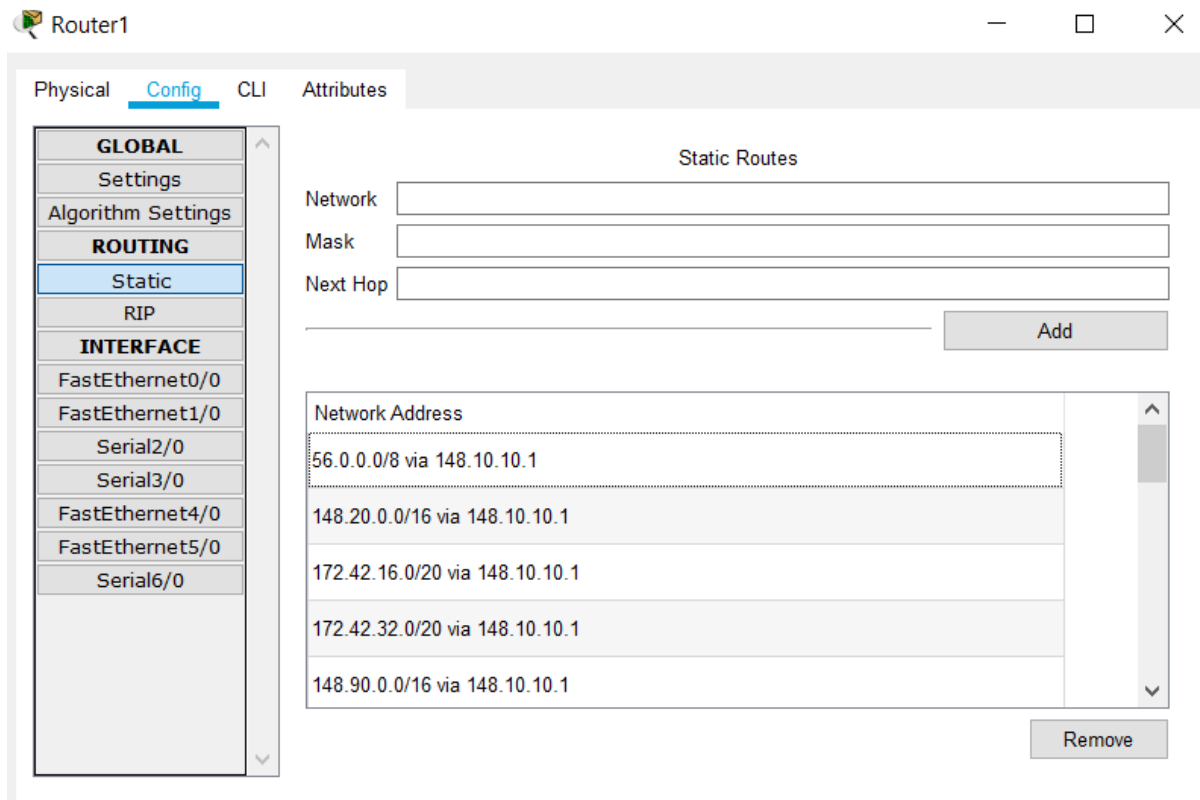 Router1
Physical Config CLI Attributes
GLOBAL
Settings
Algorithm Settings
ROUTING
Static
RIP
INTERFACE
FastEthernet0/0
FastEthernet1/0
Serial2/0
Serial3/0
FastEthernet4/0
FastEthernet5/0
Serial6/0
Static Routes
Network
Mask
Next Hop
Add
Network Address
56.0.0.0/8 via 148.10.10.1
148.20.0.0/16 via 148.10.10.1
172.42.16.0/20 via 148.10.10.1
172.42.32.0/20 via 148.10.10.1
148.90.0.0/16 via 148.10.10.1
Remove